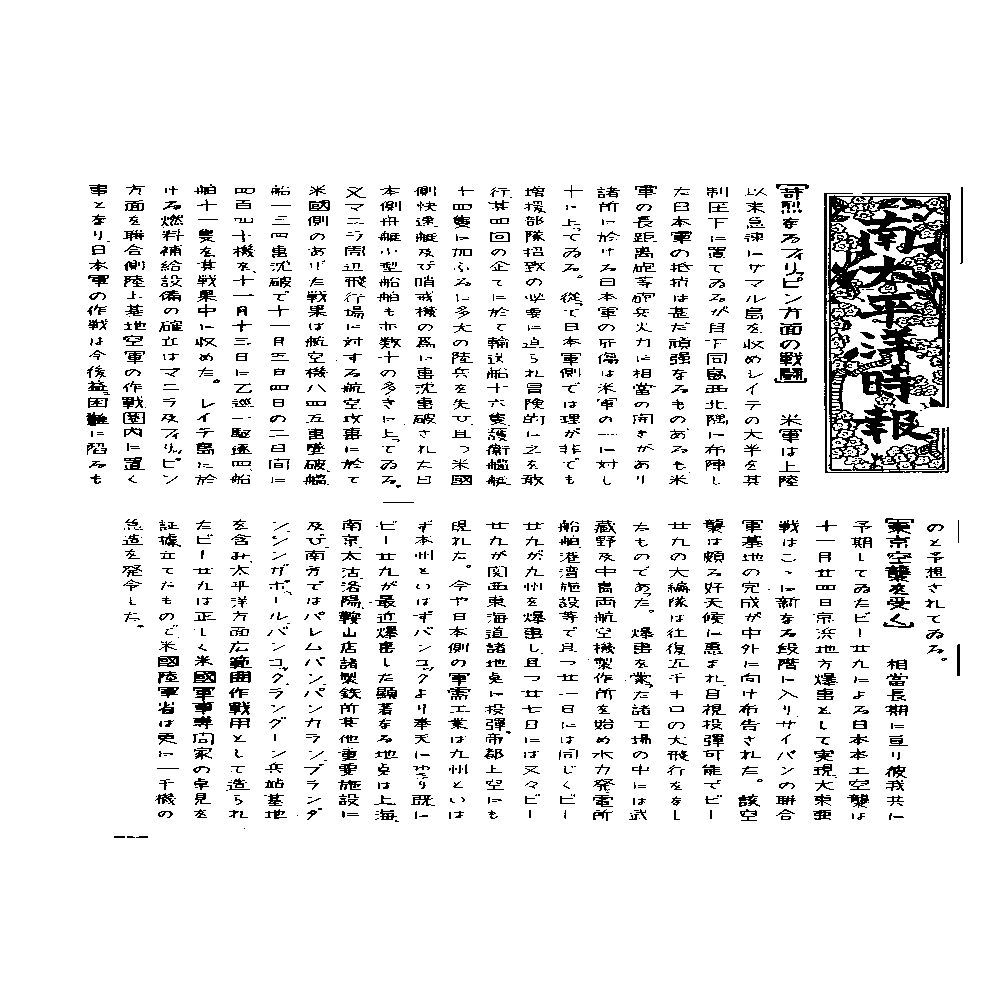 南太平洋時報
【苛烈なるフィリッピン方面の戦闘】　米軍は上陸
以来急速にサマル島を収めレイテの大半を其
制圧下に置てゐるが目下同島西北隅に布陣し
た日本軍の抵抗は甚だ頑強なるものあるも米
軍の長距離砲等砲兵火力に相當の開きがあり
諸所に於ける日本軍の死傷は米軍の一に対し
十に上ってゐる。従て日本軍側では理が非でも
増援部隊招致の必要に迫られ冒険的に之を敢
行其四回の企てに於て輸送船十六隻護衛艦艇
十四隻に加ふるに多大の陸兵を失ひ且つ米國
側快速艇及び哨戒機の為に撃沈撃破された日
本側舟艇小型船舶も亦数十の多きに上てゐる。
又マニラ周辺飛行場に対する航空攻撃に於て
米國側のあげた戦果は航空機八四五撃墜破艦
船一三四撃沈破で十一月三日四日の二日間に
四百四十機を、十一月十三日に乙巡一駆逐四、船
舶十一隻を其戦果中に収めた。レイテ島に於
ける燃料補給設備の確立はマニラ及フィリッピン
方面を聯合側陸上基地空軍の作戦圏内に置く
事となり、日本軍の作戦は今後益〻困難に陥るも
のと予想されてゐる。
【東京空襲を受く】　相當長期に亘り彼我共に
予期してゐたビー廿九による日本本土空襲は
十一月廿四日京浜地方爆撃として実現、大東亜
戦はこゝに新なる段階に入りサイパンの聯合
軍基地の完成が中外に向け布告された。該空
襲は頗る好天候に恵まれ目視投弾可能でビー
廿九の大編隊は往復五千キロの大飛行をなし
たものであた。爆撃を蒙た諸工場の中には武
蔵野及中島両航空機製作所を始め水力発電所
船舶港湾施設等で且つ廿一日には同じくビー
廿九が九州を爆撃し且つ廿七日には又々ビー
廿九が関西東海道諸地点に投弾帝都上空にも
現れた。今や日本側の軍需工業は九州といは
ず本州といはずバンコックより奉天にゆき既に
ビー廿九が最近爆撃した顕著なる地点は上海
南京太沽洛陽鞍山店諸製鉄所其他重要施設に
及び南方ではパレムバンパンカランブランダ
ンシンガポールバンコックラングーン兵站基地
を含み太平洋方面広範囲作戦用として造られ
たビー廿九は正しく米國軍事専門家の卓見を
証據立てたもので米國陸軍省は更に一千機の
急造を発令した。